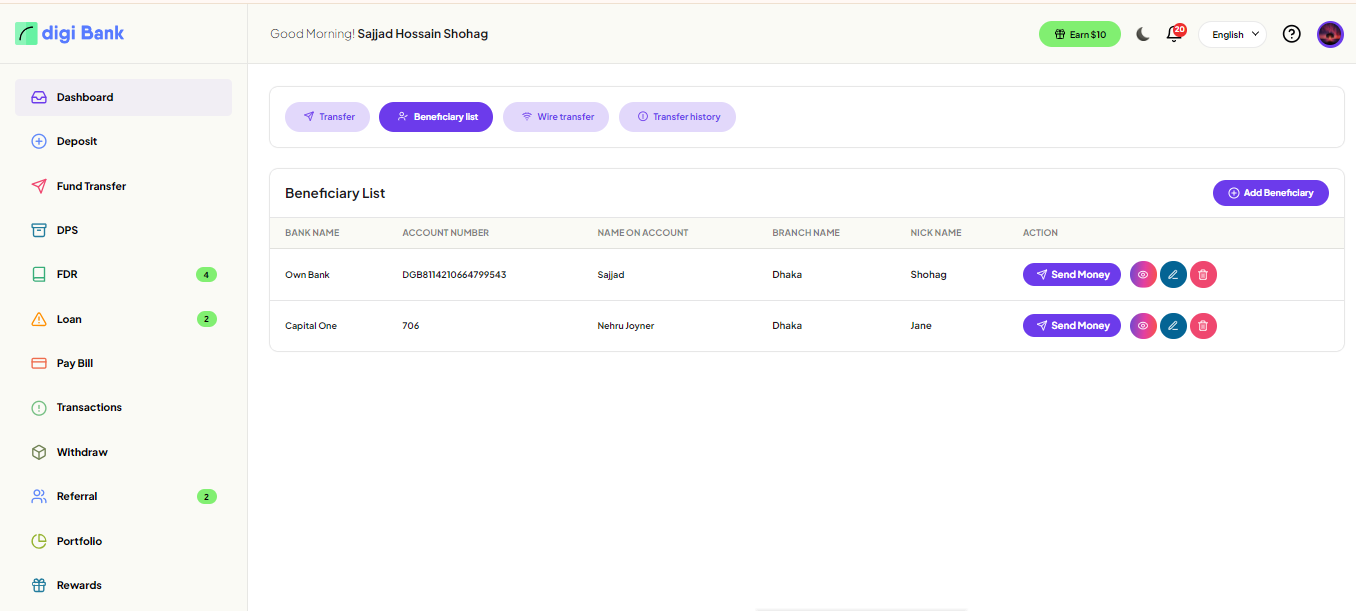 digi Bank
Good Morning! Sajjad Hossain Shohag
Earn $10
20
English
Dashboard
Deposit
Fund Transfer
DPS
FDR 4
Loan 2
Pay Bill
Transactions
Withdraw
Referral 2
Portfolio
Rewards
Transfer Beneficiary list Wire transfer Transfer history
Beneficiary List Add Beneficiary
BANK NAME ACCOUNT NUMBER NAME ON ACCOUNT BRANCH NAME NICK NAME ACTION
Own Bank DGB8114210664799543 Sajjad Dhaka Shohag Send Money
Capital One 706 Nehru Joyner Dhaka Jane Send Money